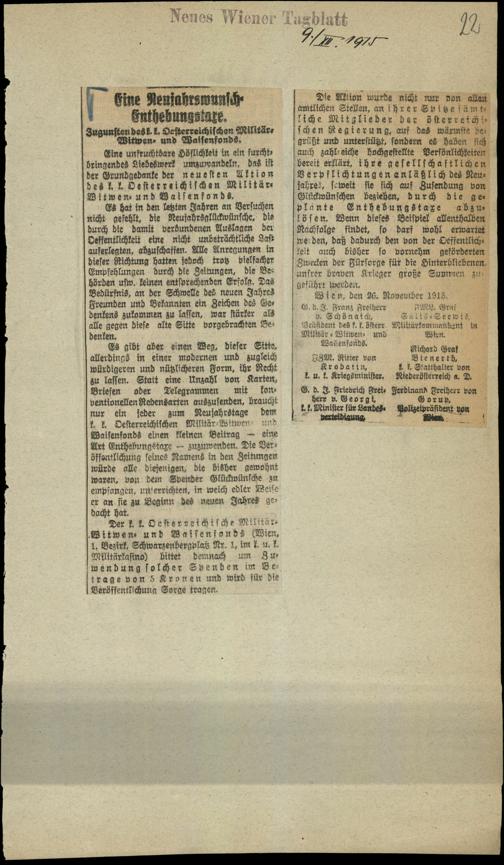 Neues Wiener Tagblatt
9./XII. 1915
22
Eine Neujahrswunsch-
Enthebungstaxe.
Zugunsten des k. k. Oesterreichischen Militär-
Witwen- und Waisenfonds.
Eine unfruchtbare Höflichkeit in ein frucht-
bringendes Liebeswerk umzuwandeln, das ist
der Grundgedanke der neuesten Aktion
des k. k. Oesterreichischen Militär-
Witwen- und Waisenfonds.
Es hat in den letzten Jahren an Versuchen
nicht gefehlt, die Neujahrsglückwünsche, die
durch die damit verbundenen Auslagen der
Oeffentlichkeit eine nicht unbeträchtliche Last
auferlegten, abzuschaffen. Alle Anregungen in
dieser Richtung hatten jedoch trotz vielfacher
Empfehlungen durch die Zeitungen, die Be-
hörden usw. keinen entsprechenden Erfolg. Das
Bedürfnis, an der Schwelle des neuen Jahres
Freunden und Bekannten ein Zeichen des Ge-
denkens zukommen zu lassen, war stärker als
alle gegen diese alte Sitte vorgebrachten Be-
denken.
Es gibt aber einen Weg, dieser Sitte,
allerdings in einer modernen und zugleich
würdigeren und nützlicheren Form, ihr Recht
zu lassen. Statt eine Unzahl von Karten,
Briefen oder Telegrammen mit kon-
ventionellen Redensarten auszusenden, braucht
nur ein jeder zum Neujahrstage dem
k. k. Oesterreichischen Militär-Witwen- und
Waisenfonds einen kleinen Beitrag — eine
Art Enthebungstaxe — zuzuwenden. Die Ver-
öffentlichung seines Namens in den Zeitungen
würde alle diejenigen, die bisher gewohnt
waren, von dem Spender Glückwünsche zu
empfangen, unterrichten, in welch edler Weise
er an sie zu Beginn des neuen Jahres ge-
dacht hat.
Der k. k. Oesterreichische Militär-
Witwen- und Waisenfonds (Wien,
1. Bezirk, Schwarzenbergplatz Nr. 1, im k. u. k.
Militärkasino) bittet demnach um Zu-
wendung solcher Spenden im Be-
trage von 5 Kronen und wird für die
Veröffentlichung Sorge tragen.
Die Aktion wurde nicht nur von allen
amtlichen Stellen, an ihrer Spitze sämt-
liche Mitglieder der österreichi-
schen Regierung, auf das wärmste be-
grüßt und unterstützt, sondern es haben sich
auch zahlreiche hochgestellte Persönlichkeiten
bereit erklärt, ihre gesellschaftlichen
Verpflichtungen anläßlich des Neu-
jahres, soweit sie sich auf Zusendung von
Glückwünschen beziehen, durch die ge-
plante Enthebungstaxe abzu-
lösen. Wenn dieses Beispiel allenthalben
Nachfolge findet, so darf wohl erwartet
werden, daß dadurch den von der Oeffentlich-
keit auch bisher so vornehm geförderten
Zwecken der Fürsorge für die Hinterbliebenen
unsrer braven Krieger große Summen zu-
geführt werden.
Wien, den 26. November 1915.
G. d. J. Franz Freiherr
v. Schönaich,
Präsident des k. k. österr.
Militär-Witwen- und
Waisenfonds.
FML. Graf
Salis-Seewis,
Militärkommandant in
Wien.
FZM. Ritter von
Krobatin,
k. u. k. Kriegsminister.
Richard Graf
Bienerth,
k. k. Statthalter von
Niederösterreich a. D.
G. d. J. Friedrich Frei-
herr v. Georgi,
k. k. Minister für Landes-
verteidigung.
Ferdinand Freiherr von
Gorup,
Polizeipräsident von
Wien.